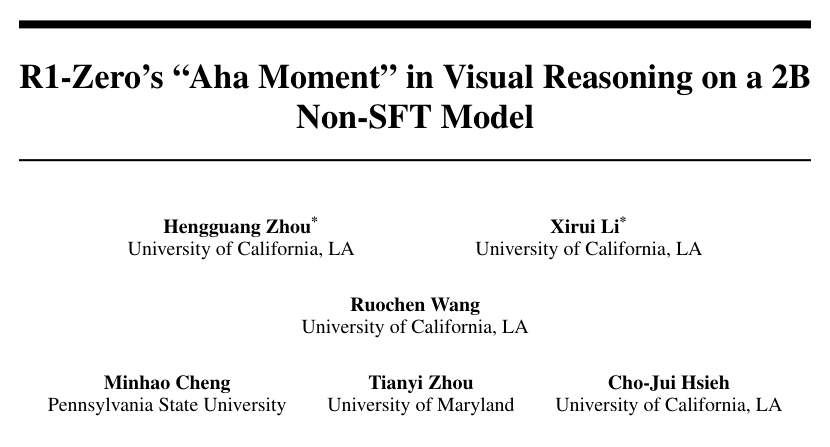 R1-Zero’s “Aha Moment” in Visual Reasoning on a 2B
Non-SFT Model
Hengguang Zhou* Xirui Li*
University of California, LA University of California, LA
Ruochen Wang
University of California, LA
Minhao Cheng Tianyi Zhou Cho-Jui Hsieh
Pennsylvania State University University of Maryland University of California, LA